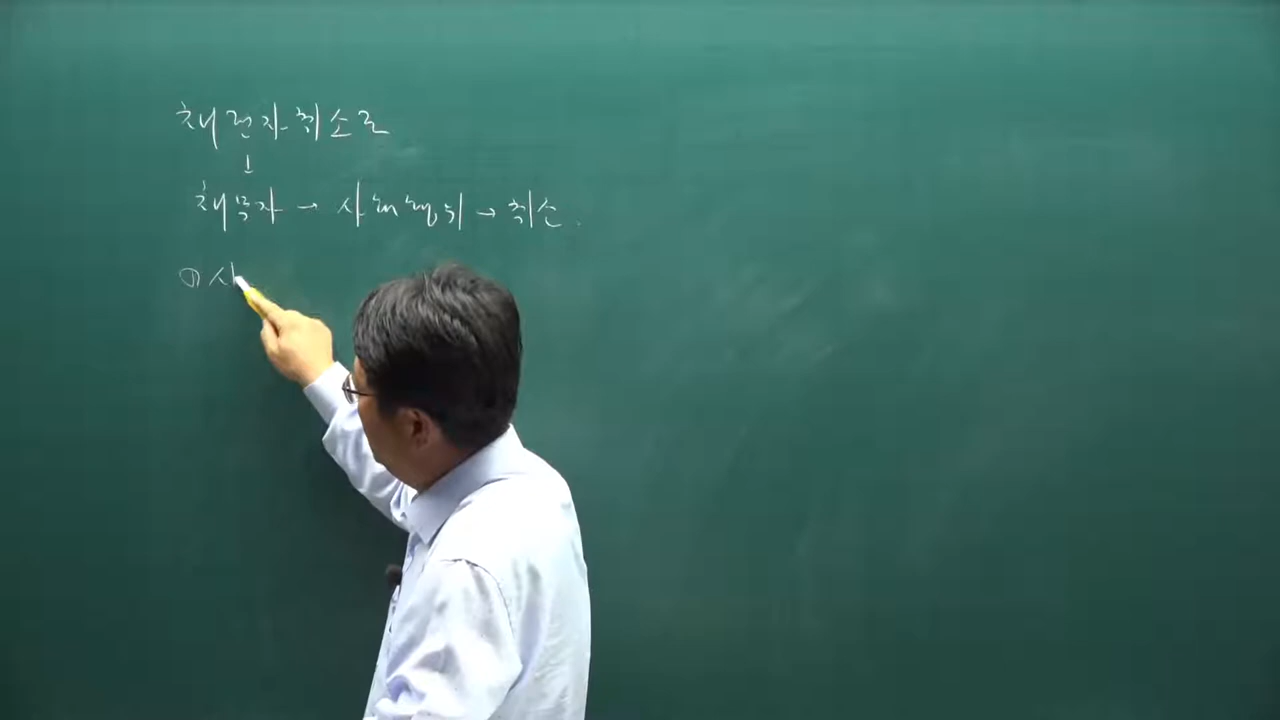 채권자취소권
↓
채무자 → 사해행위 → 취소.
① 사